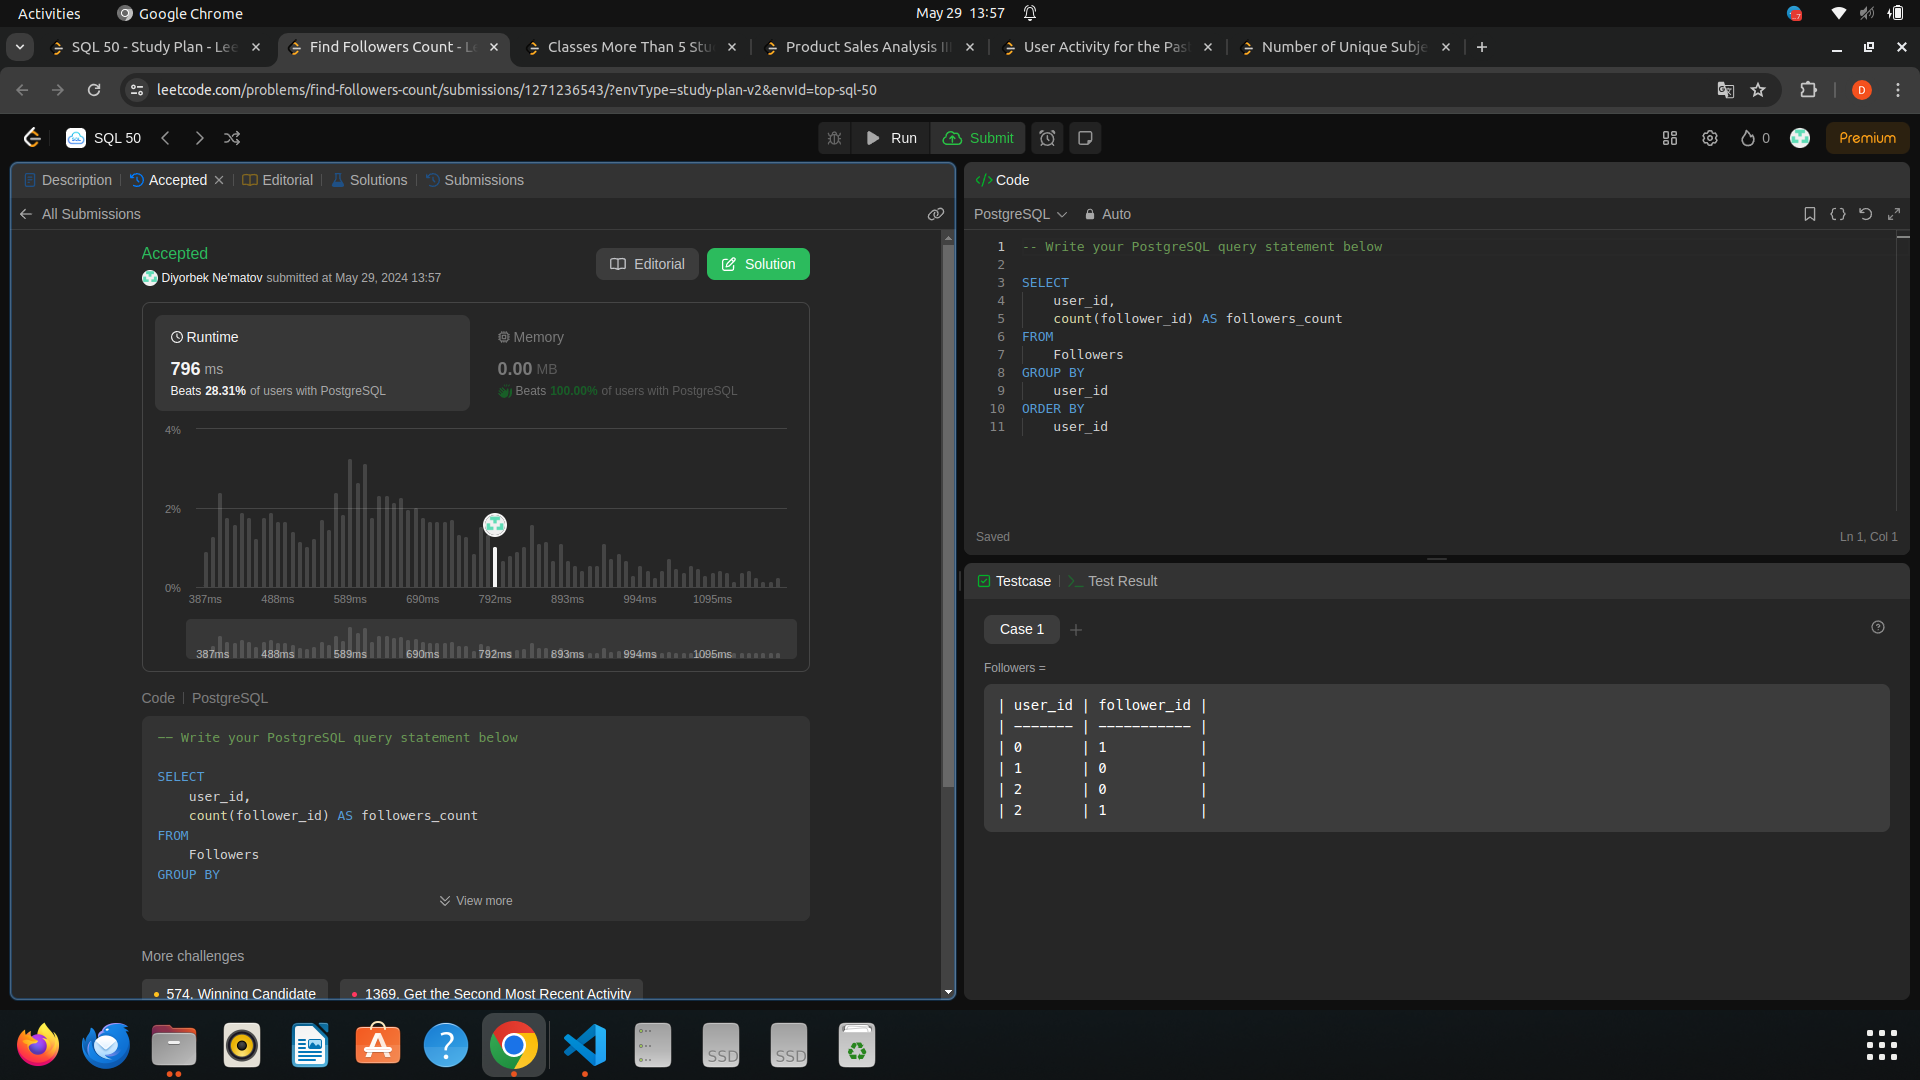 Activities
Google Chrome
May 29 13:57
SQL 50 - Study Plan - Lee
Find Followers Count - Le
Classes More Than 5 Stu
Product Sales Analysis III
User Activity for the Pas
Number of Unique Subje
leetcode.com/problems/find-followers-count/submissions/1271236543/?envType=study-plan-v2&envId=top-sql-50
D
SQL 50
Run
Submit
0
Premium
Description
Accepted
Editorial
Solutions
Submissions
All Submissions
Accepted
Diyorbek Ne'matov submitted at May 29, 2024 13:57
Editorial
Solution
Runtime
796 ms
Beats 28.31% of users with PostgreSQL
Memory
0.00 MB
Beats 100.00% of users with PostgreSQL
4%
2%
0%
387ms 488ms 589ms 690ms 792ms 893ms 994ms 1095ms
387ms 488ms 589ms 690ms 792ms 893ms 994ms 1095ms
Code | PostgreSQL
-- Write your PostgreSQL query statement below
SELECT
user_id,
count(follower_id) AS followers_count
FROM
Followers
GROUP BY
View more
More challenges
574. Winning Candidate
1369. Get the Second Most Recent Activity
</> Code
PostgreSQL
Auto
1 -- Write your PostgreSQL query statement below
2
3 SELECT
4 user_id,
5 count(follower_id) AS followers_count
6 FROM
7 Followers
8 GROUP BY
9 user_id
10 ORDER BY
11 user_id
Saved
Ln 1, Col 1
Testcase
Test Result
Case 1
Followers =
| user_id | follower_id |
| ------- | ----------- |
| 0 | 1 |
| 1 | 0 |
| 2 | 0 |
| 2 | 1 |
SSD
SSD